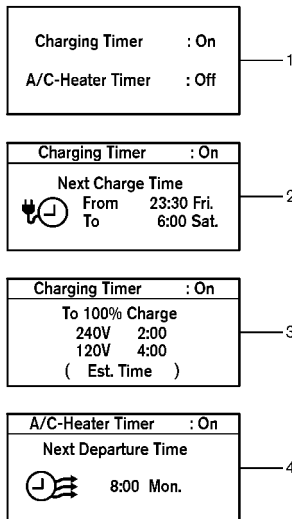 Charging Timer : On
A/C-Heater Timer : Off
1
Charging Timer : On
Next Charge Time
From 23:30 Fri.
To 6:00 Sat.
2
Charging Timer : On
To 100% Charge
240V 2:00
120V 4:00
( Est. Time )
3
A/C-Heater Timer : On
Next Departure Time
8:00 Mon.
4